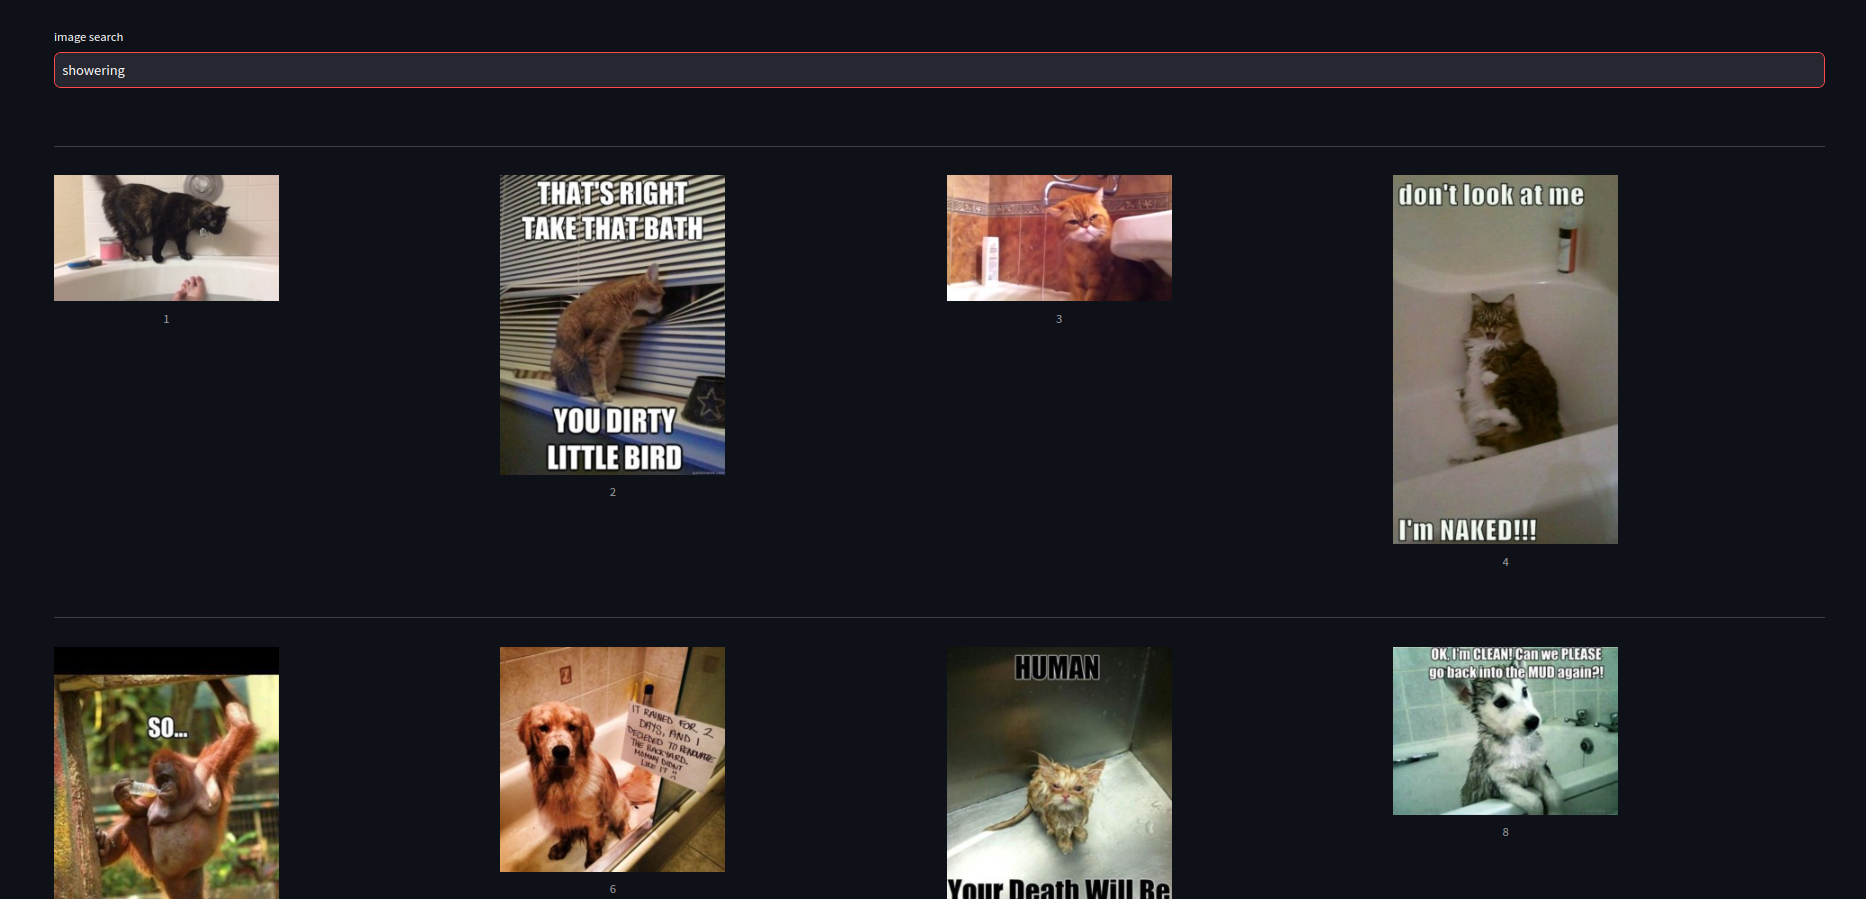 image search
showering
THAT'S RIGHT
TAKE THAT BATH
YOU DIRTY
LITTLE BIRD
1
2
3
don't look at me
I'm NAKED!!!
4
SO...
IT RAINED FOR 2
DAYS, AND I
DECIDED TO RENOVATE
THE BACKYARD.
MOMMY DIDN'T
LIKE IT
6
HUMAN
Your Death Will Be
OK, I'm CLEAN! Can we PLEASE
go back into the MUD again?!
8